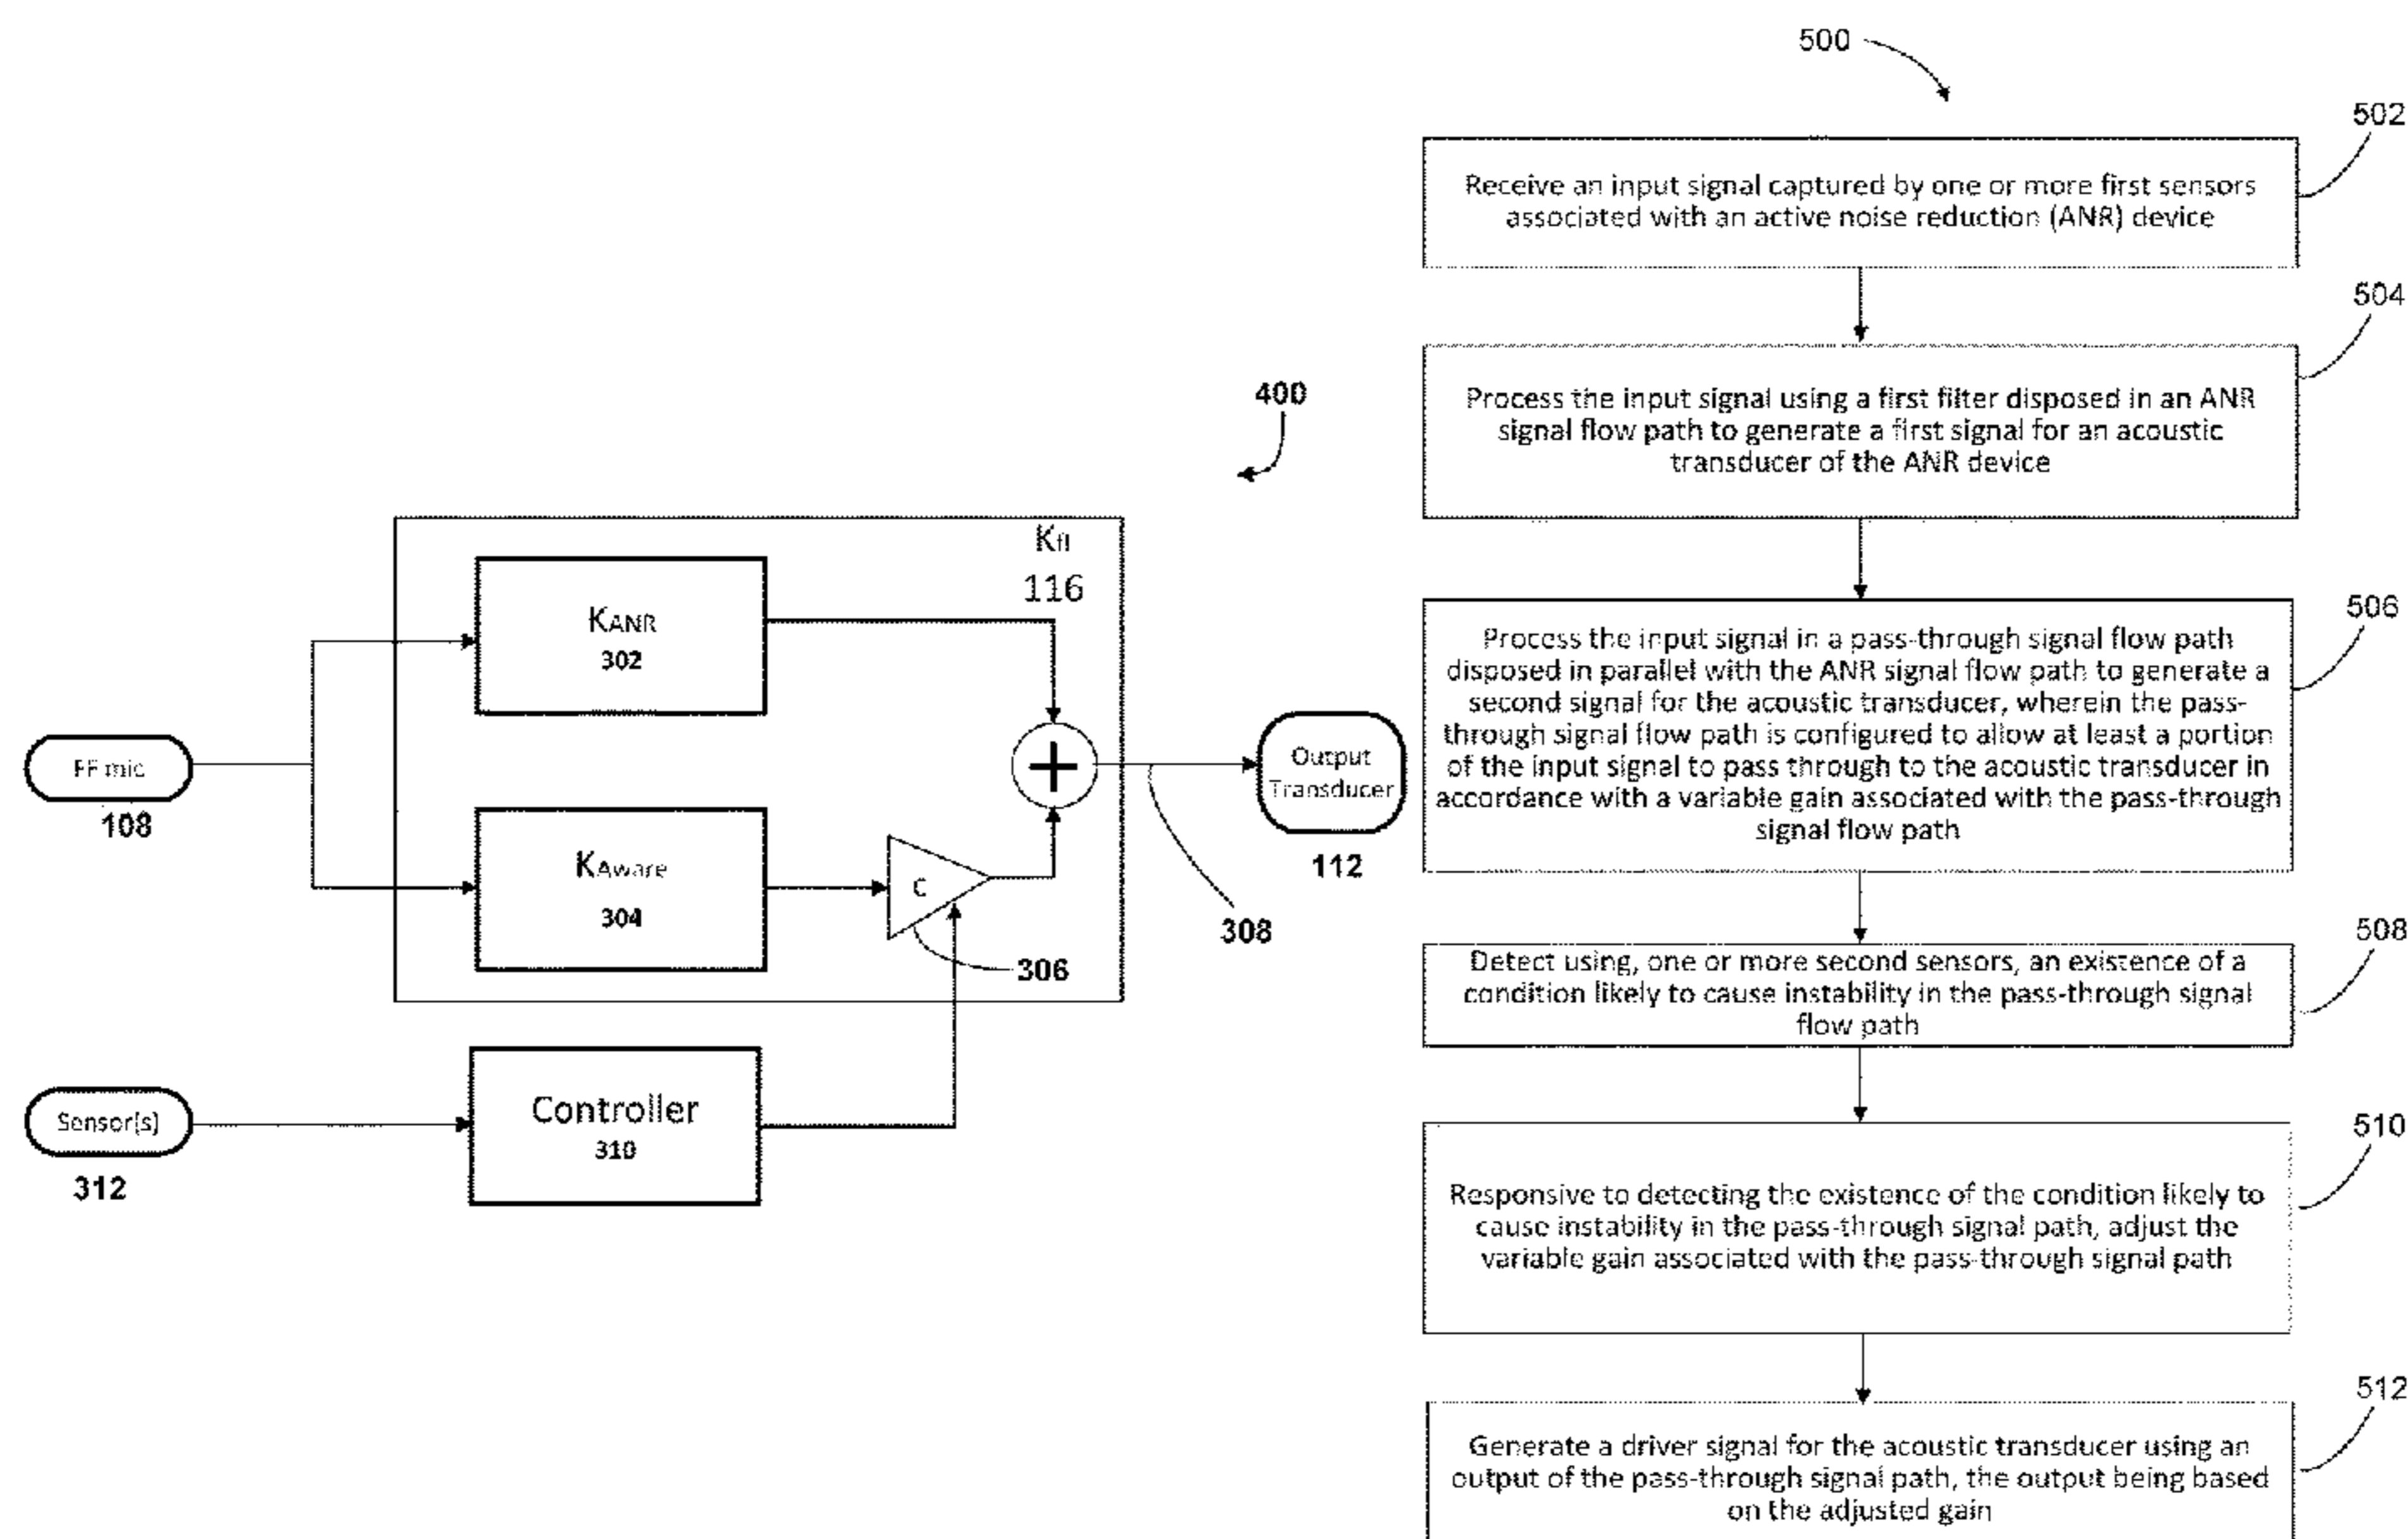 400
Kff
116
KANR
302
FF mic
108
KAware
304
C
306
308
Output
Transducer
112
Sensor(s)
312
Controller
310
500
502
Receive an input signal captured by one or more first sensors
associated with an active noise reduction (ANR) device
504
Process the input signal using a first filter disposed in an ANR
signal flow path to generate a first signal for an acoustic
transducer of the ANR device
506
Process the input signal in a pass-through signal flow path
disposed in parallel with the ANR signal flow path to generate a
second signal for the acoustic transducer, wherein the pass-
through signal flow path is configured to allow at least a portion
of the input signal to pass through to the acoustic transducer in
accordance with a variable gain associated with the pass-through
signal flow path
508
Detect using, one or more second sensors, an existence of a
condition likely to cause instability in the pass-through signal
flow path
510
Responsive to detecting the existence of the condition likely to
cause instability in the pass-through signal path, adjust the
variable gain associated with the pass-through signal path
512
Generate a driver signal for the acoustic transducer using an
output of the pass-through signal path, the output being based
on the adjusted gain